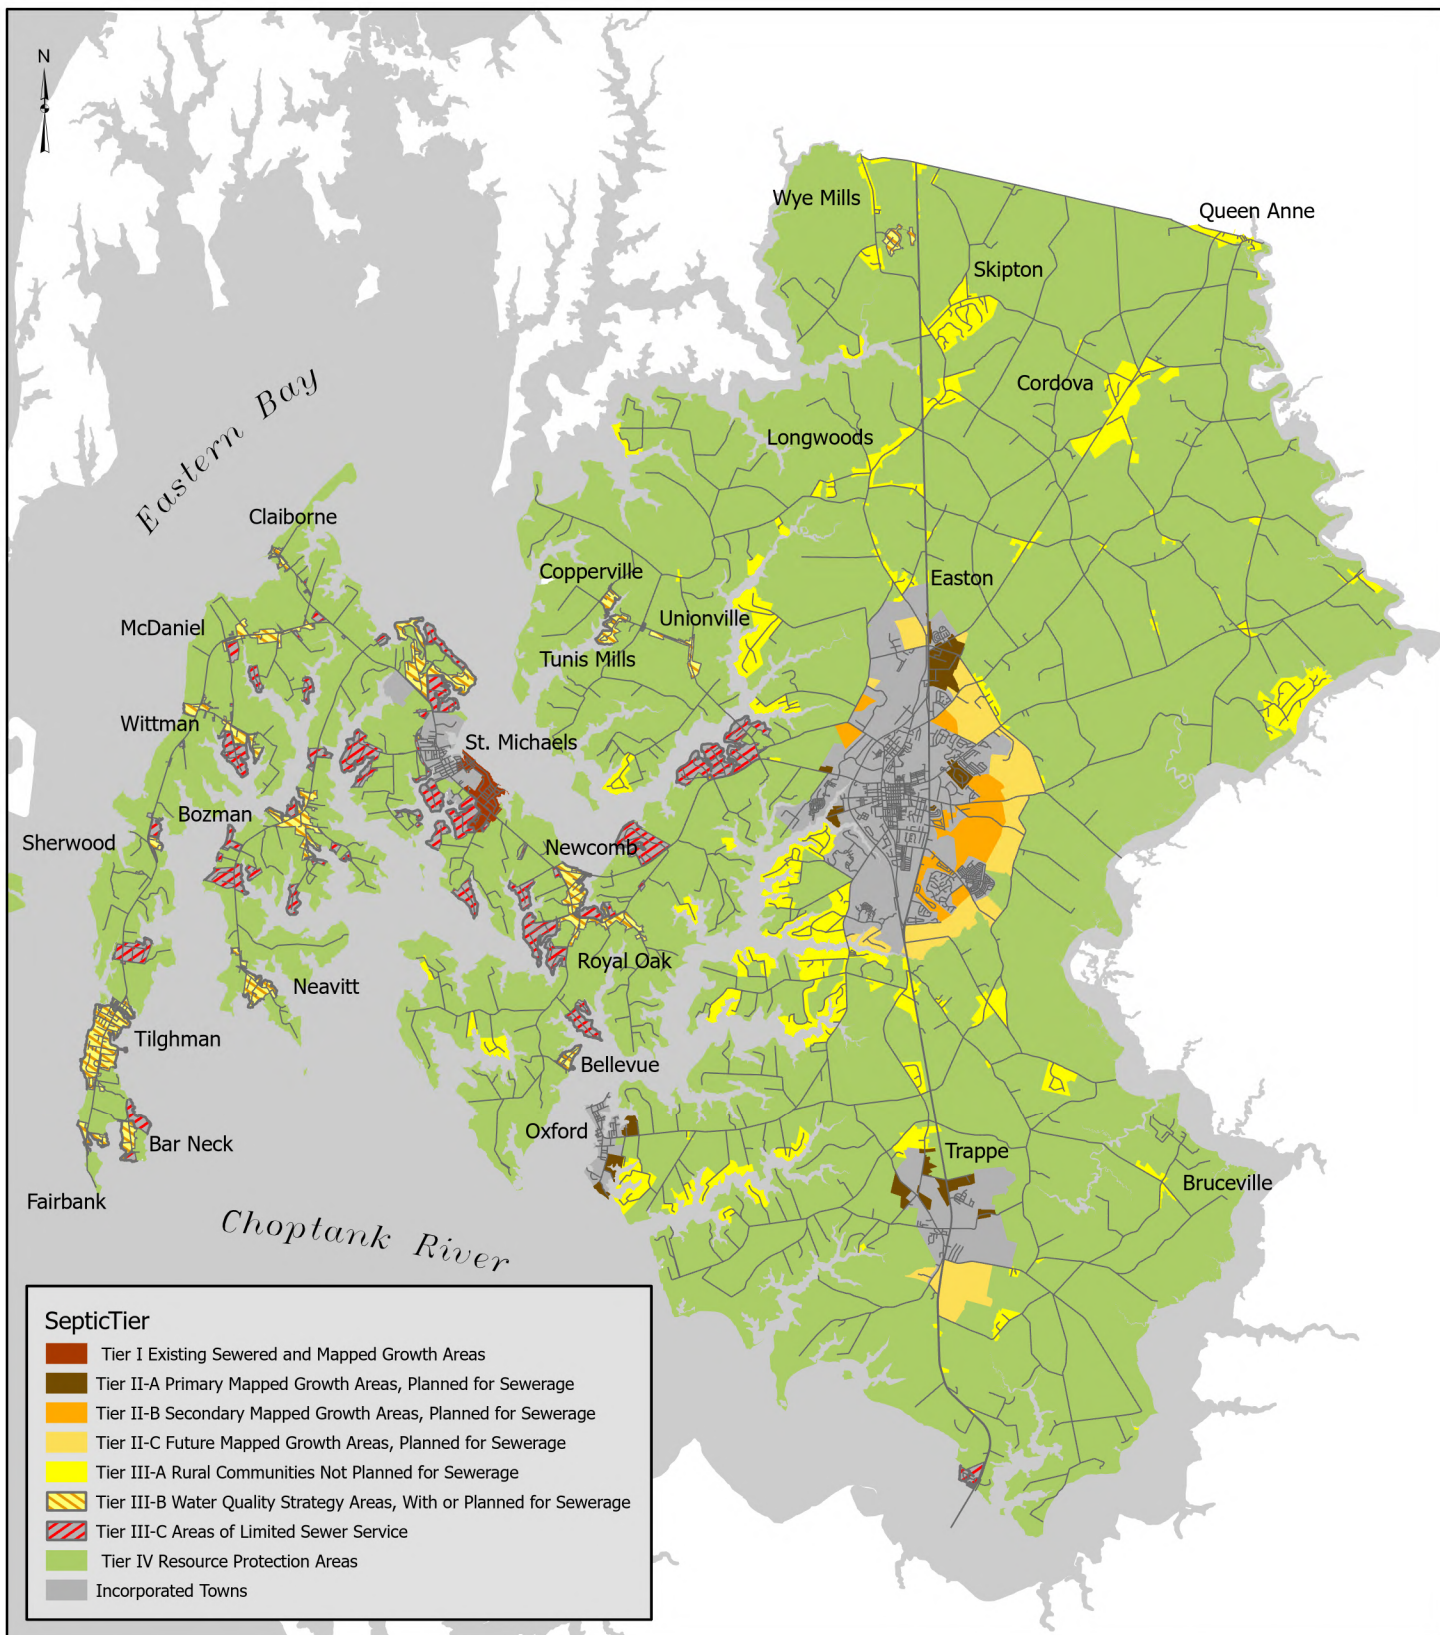 N
Wye Mills
Queen Anne
Skipton
Cordova
Eastern Bay
Longwoods
Claiborne
Copperville
Easton
McDaniel
Unionville
Tunis Mills
Wittman
St. Michaels
Bozman
Sherwood
Newcomb
Royal Oak
Neavitt
Tilghman
Bellevue
Oxford
Bar Neck
Trappe
Bruceville
Fairbank
Choptank River
SepticTier
Tier I Existing Sewered and Mapped Growth Areas
Tier II-A Primary Mapped Growth Areas, Planned for Sewerage
Tier II-B Secondary Mapped Growth Areas, Planned for Sewerage
Tier II-C Future Mapped Growth Areas, Planned for Sewerage
Tier III-A Rural Communities Not Planned for Sewerage
Tier III-B Water Quality Strategy Areas, With or Planned for Sewerage
Tier III-C Areas of Limited Sewer Service
Tier IV Resource Protection Areas
Incorporated Towns